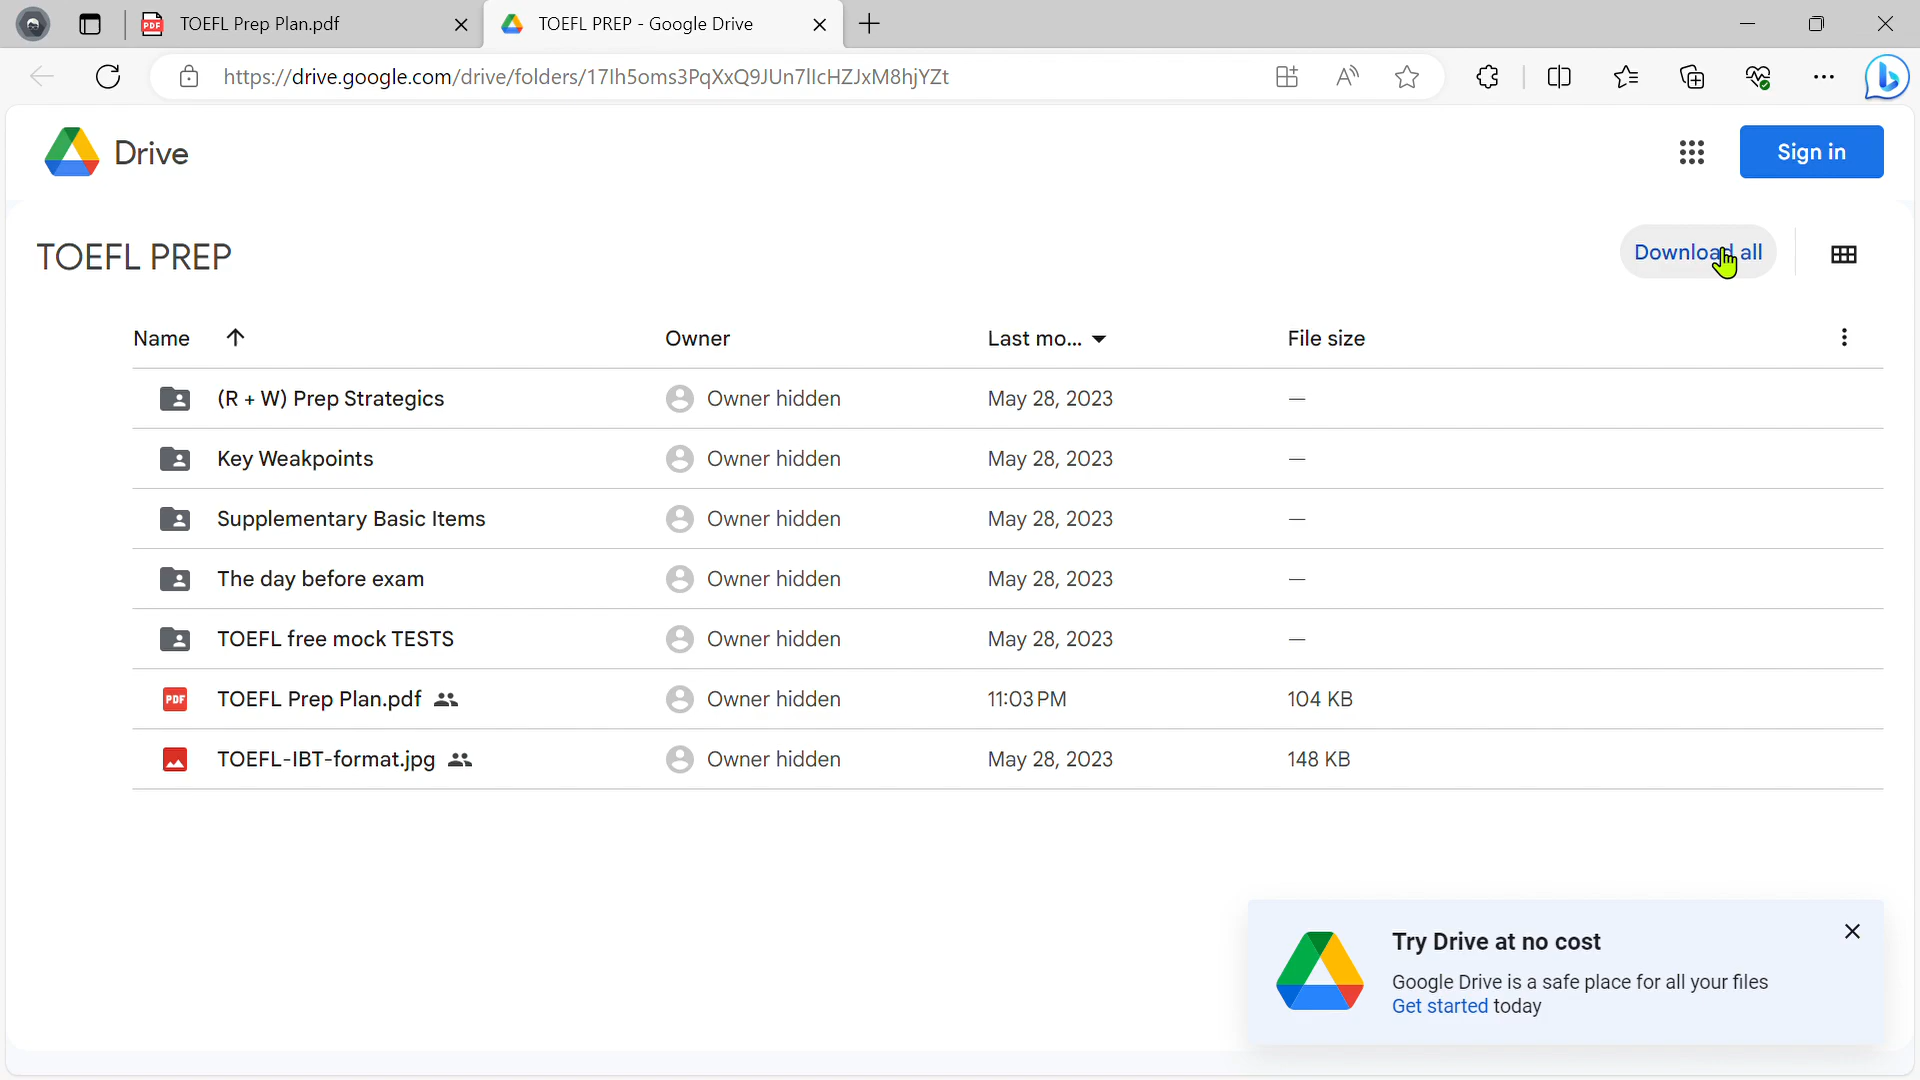 TOEFL Prep Plan.pdf
TOEFL PREP - Google Drive
https://drive.google.com/drive/folders/17Ih5oms3PqXxQ9JUn7lIcHZJxM8hjYZt
Drive
Sign in
TOEFL PREP
Download all
Name Owner Last mo... File size
(R + W) Prep Strategics Owner hidden May 28, 2023 —
Key Weakpoints Owner hidden May 28, 2023 —
Supplementary Basic Items Owner hidden May 28, 2023 —
The day before exam Owner hidden May 28, 2023 —
TOEFL free mock TESTS Owner hidden May 28, 2023 —
PDF TOEFL Prep Plan.pdf Owner hidden 11:03 PM 104 KB
TOEFL-IBT-format.jpg Owner hidden May 28, 2023 148 KB
Try Drive at no cost
Google Drive is a safe place for all your files
Get started today